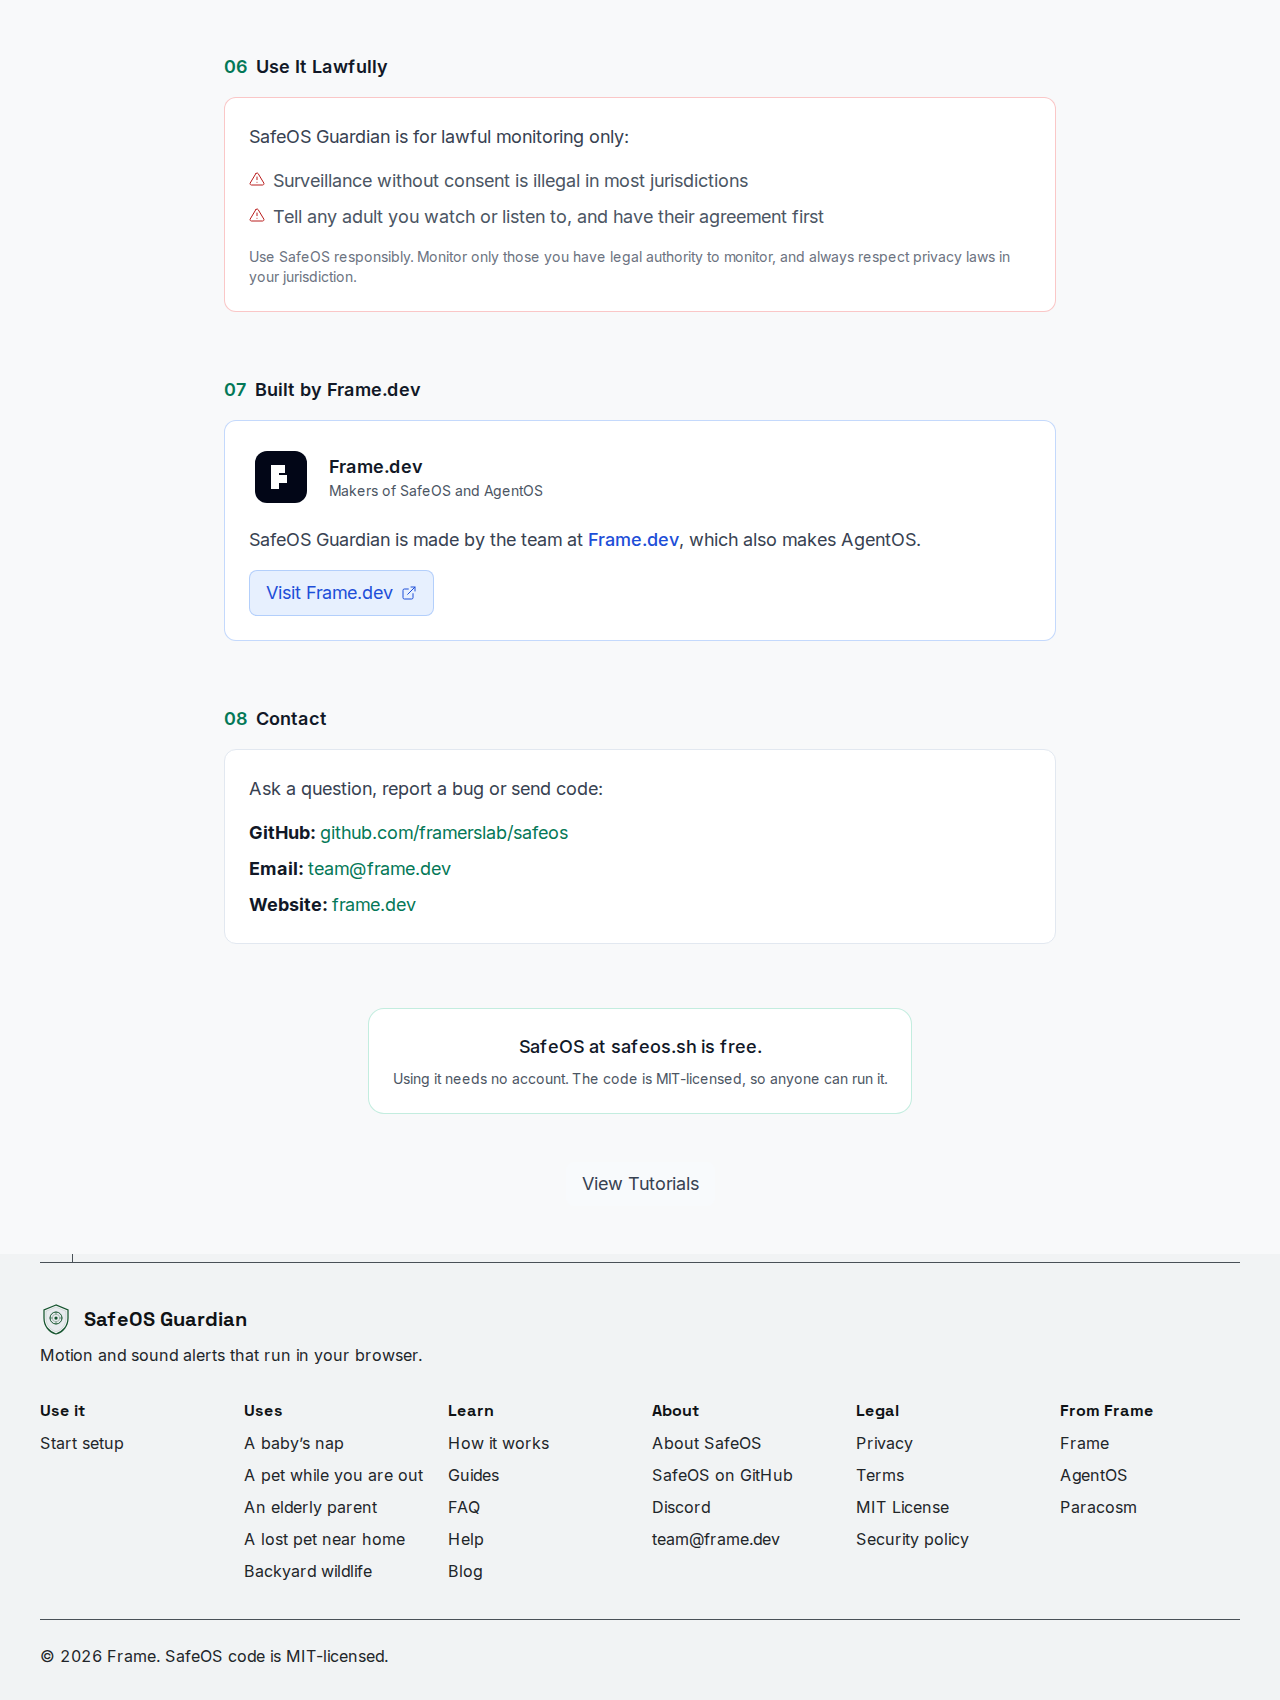 06 Use It Lawfully
SafeOS Guardian is for lawful monitoring only:
Surveillance without consent is illegal in most jurisdictions
Tell any adult you watch or listen to, and have their agreement first
Use SafeOS responsibly. Monitor only those you have legal authority to monitor, and always respect privacy laws in
your jurisdiction.
07 Built by Frame.dev
Frame.dev
Makers of SafeOS and AgentOS
SafeOS Guardian is made by the team at Frame.dev, which also makes AgentOS.
Visit Frame.dev
08 Contact
Ask a question, report a bug or send code:
GitHub: github.com/framerslab/safeos
Email: team@frame.dev
Website: frame.dev
SafeOS at safeos.sh is free.
Using it needs no account. The code is MIT-licensed, so anyone can run it.
View Tutorials
SafeOS Guardian
Motion and sound alerts that run in your browser.
Use it
Start setup
Uses
A baby's nap
A pet while you are out
An elderly parent
A lost pet near home
Backyard wildlife
Learn
How it works
Guides
FAQ
Help
Blog
About
About SafeOS
SafeOS on GitHub
Discord
team@frame.dev
Legal
Privacy
Terms
MIT License
Security policy
From Frame
Frame
AgentOS
Paracosm
© 2026 Frame. SafeOS code is MIT-licensed.